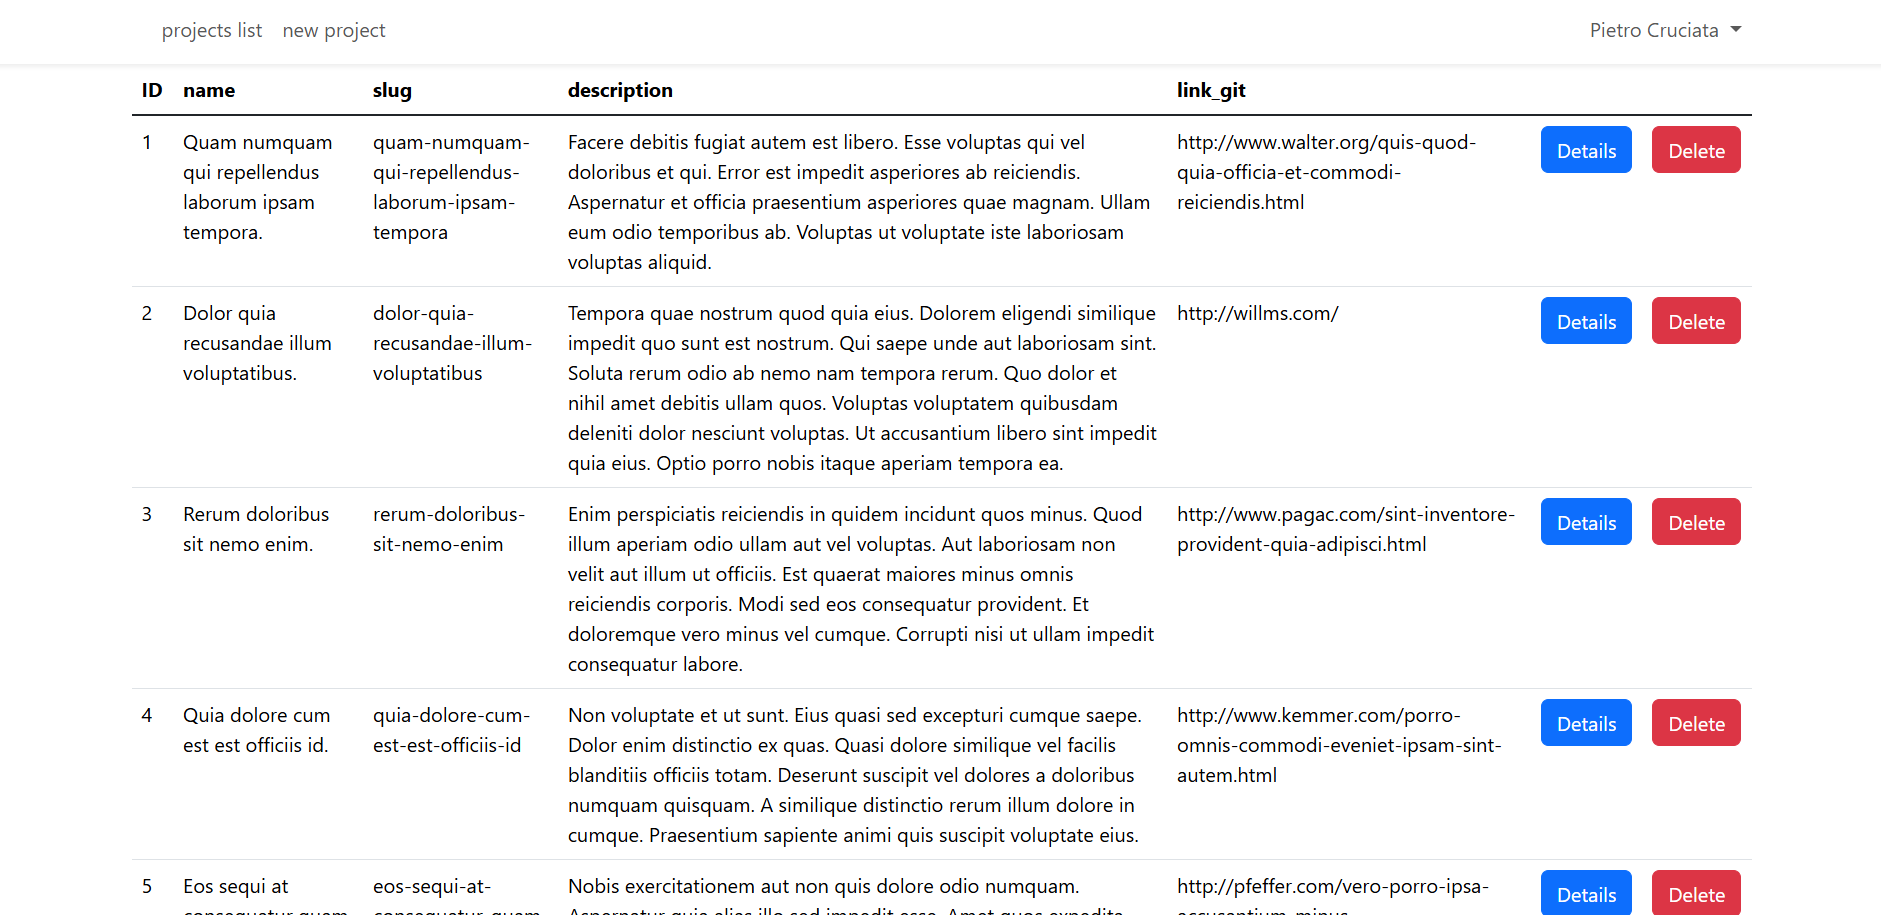 projects list new project Pietro Cruciata
ID name slug description link_git
1 Quam numquam quam-numquam- Facere debitis fugiat autem est libero. Esse voluptas qui vel http://www.walter.org/quis-quod- Details Delete
qui repellendus qui-repellendus- doloribus et qui. Error est impedit asperiores ab reiciendis. quia-officia-et-commodi-
laborum ipsam laborum-ipsam- Aspernatur et officia praesentium asperiores quae magnam. Ullam reiciendis.html
tempora. tempora eum odio temporibus ab. Voluptas ut voluptate iste laboriosam
voluptas aliquid.
2 Dolor quia dolor-quia- Tempora quae nostrum quod quia eius. Dolorem eligendi similique http://willms.com/ Details Delete
recusandae illum recusandae-illum- impedit quo sunt est nostrum. Qui saepe unde aut laboriosam sint.
voluptatibus. voluptatibus Soluta rerum odio ab nemo nam tempora rerum. Quo dolor et
nihil amet debitis ullam quos. Voluptas voluptatem quibusdam
deleniti dolor nesciunt voluptas. Ut accusantium libero sint impedit
quia eius. Optio porro nobis itaque aperiam tempora ea.
3 Rerum doloribus rerum-doloribus- Enim perspiciatis reiciendis in quidem incidunt quos minus. Quod http://www.pagac.com/sint-inventore- Details Delete
sit nemo enim. sit-nemo-enim illum aperiam odio ullam aut vel voluptas. Aut laboriosam non provident-quia-adipisci.html
velit aut illum ut officiis. Est quaerat maiores minus omnis
reiciendis corporis. Modi sed eos consequatur provident. Et
doloremque vero minus vel cumque. Corrupti nisi ut ullam impedit
consequatur labore.
4 Quia dolore cum quia-dolore-cum- Non voluptate et ut sunt. Eius quasi sed excepturi cumque saepe. http://www.kemmer.com/porro- Details Delete
est est officiis id. est-est-officiis-id Dolor enim distinctio ex quas. Quasi dolore similique vel facilis omnis-commodi-eveniet-ipsam-sint-
blanditiis officiis totam. Deserunt suscipit vel dolores a doloribus autem.html
numquam quisquam. A similique distinctio rerum illum dolore in
cumque. Praesentium sapiente animi quis suscipit voluptate eius.
5 Eos sequi at eos-sequi-at- Nobis exercitationem aut non quis dolore odio numquam. http://pfeffer.com/vero-porro-ipsa- Details Delete